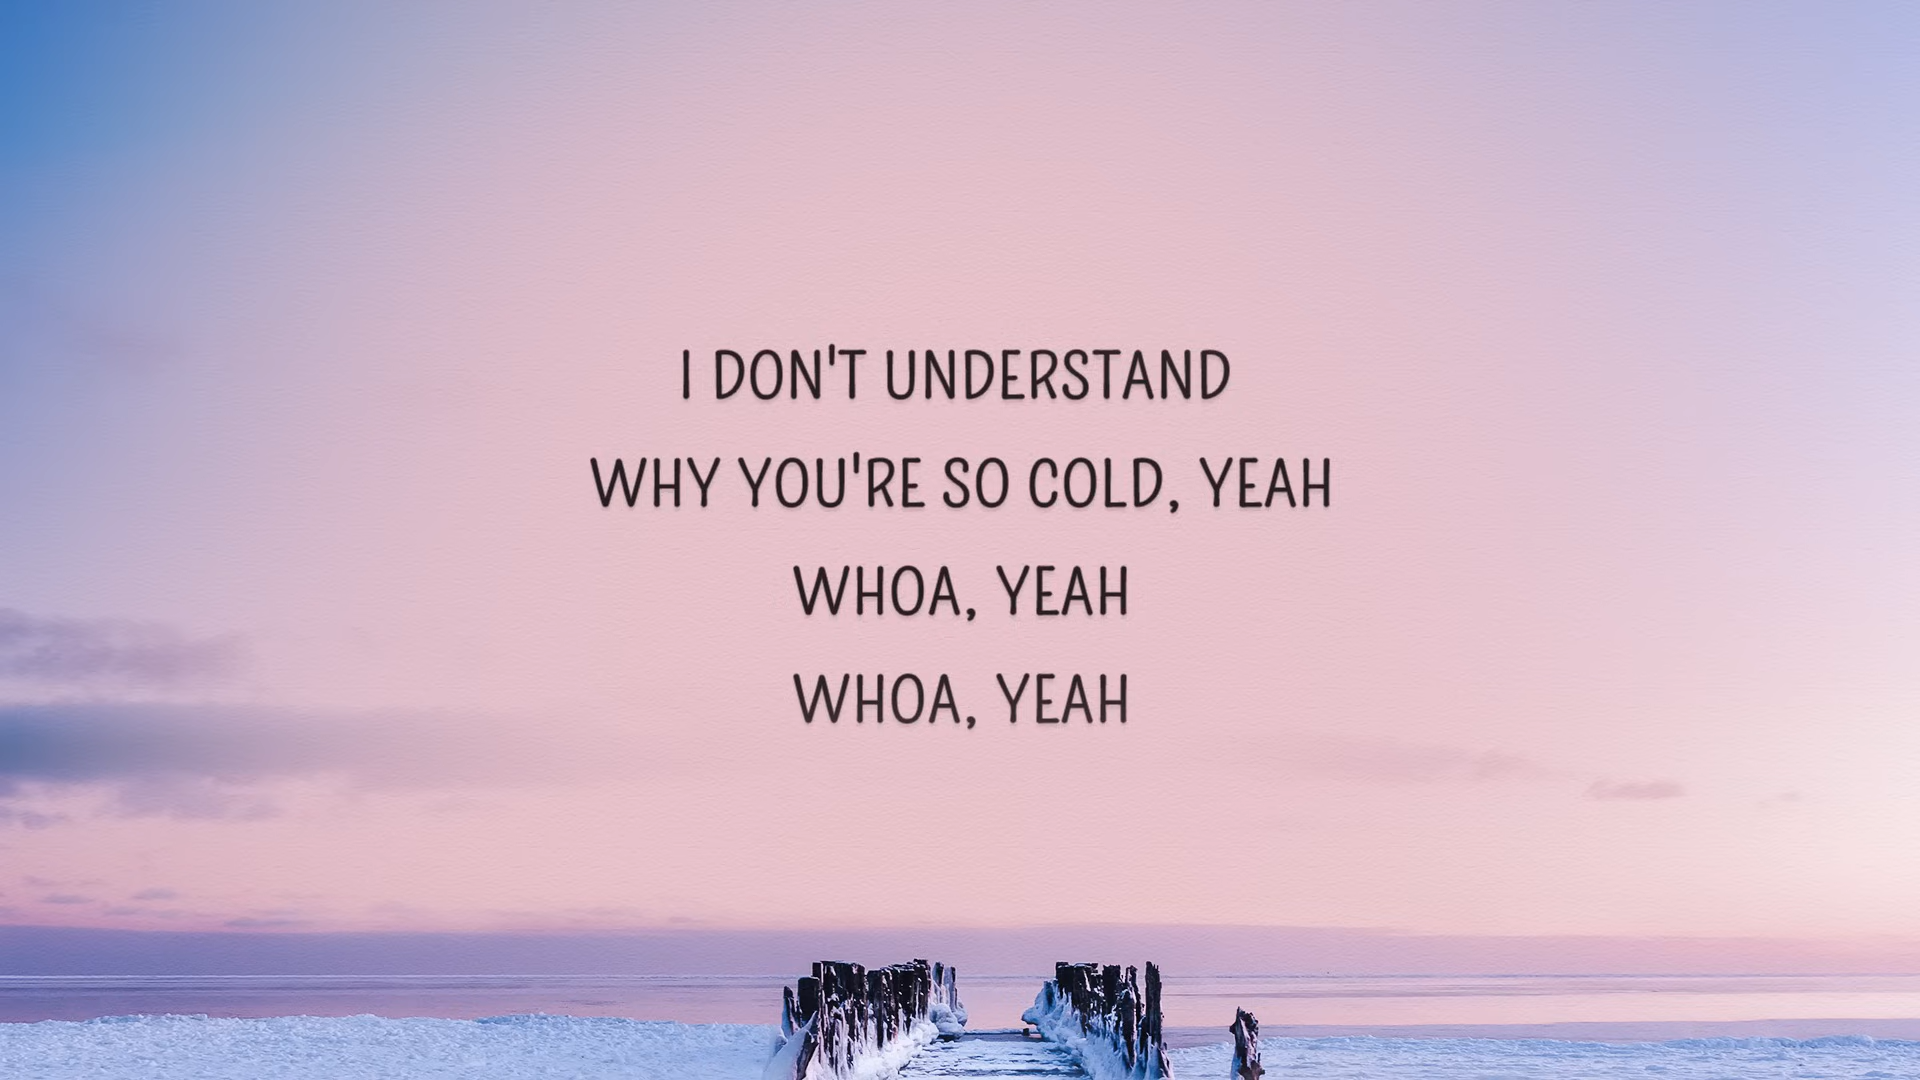 I DON'T UNDERSTAND
WHY YOU'RE SO COLD, YEAH
WHOA, YEAH
WHOA, YEAH